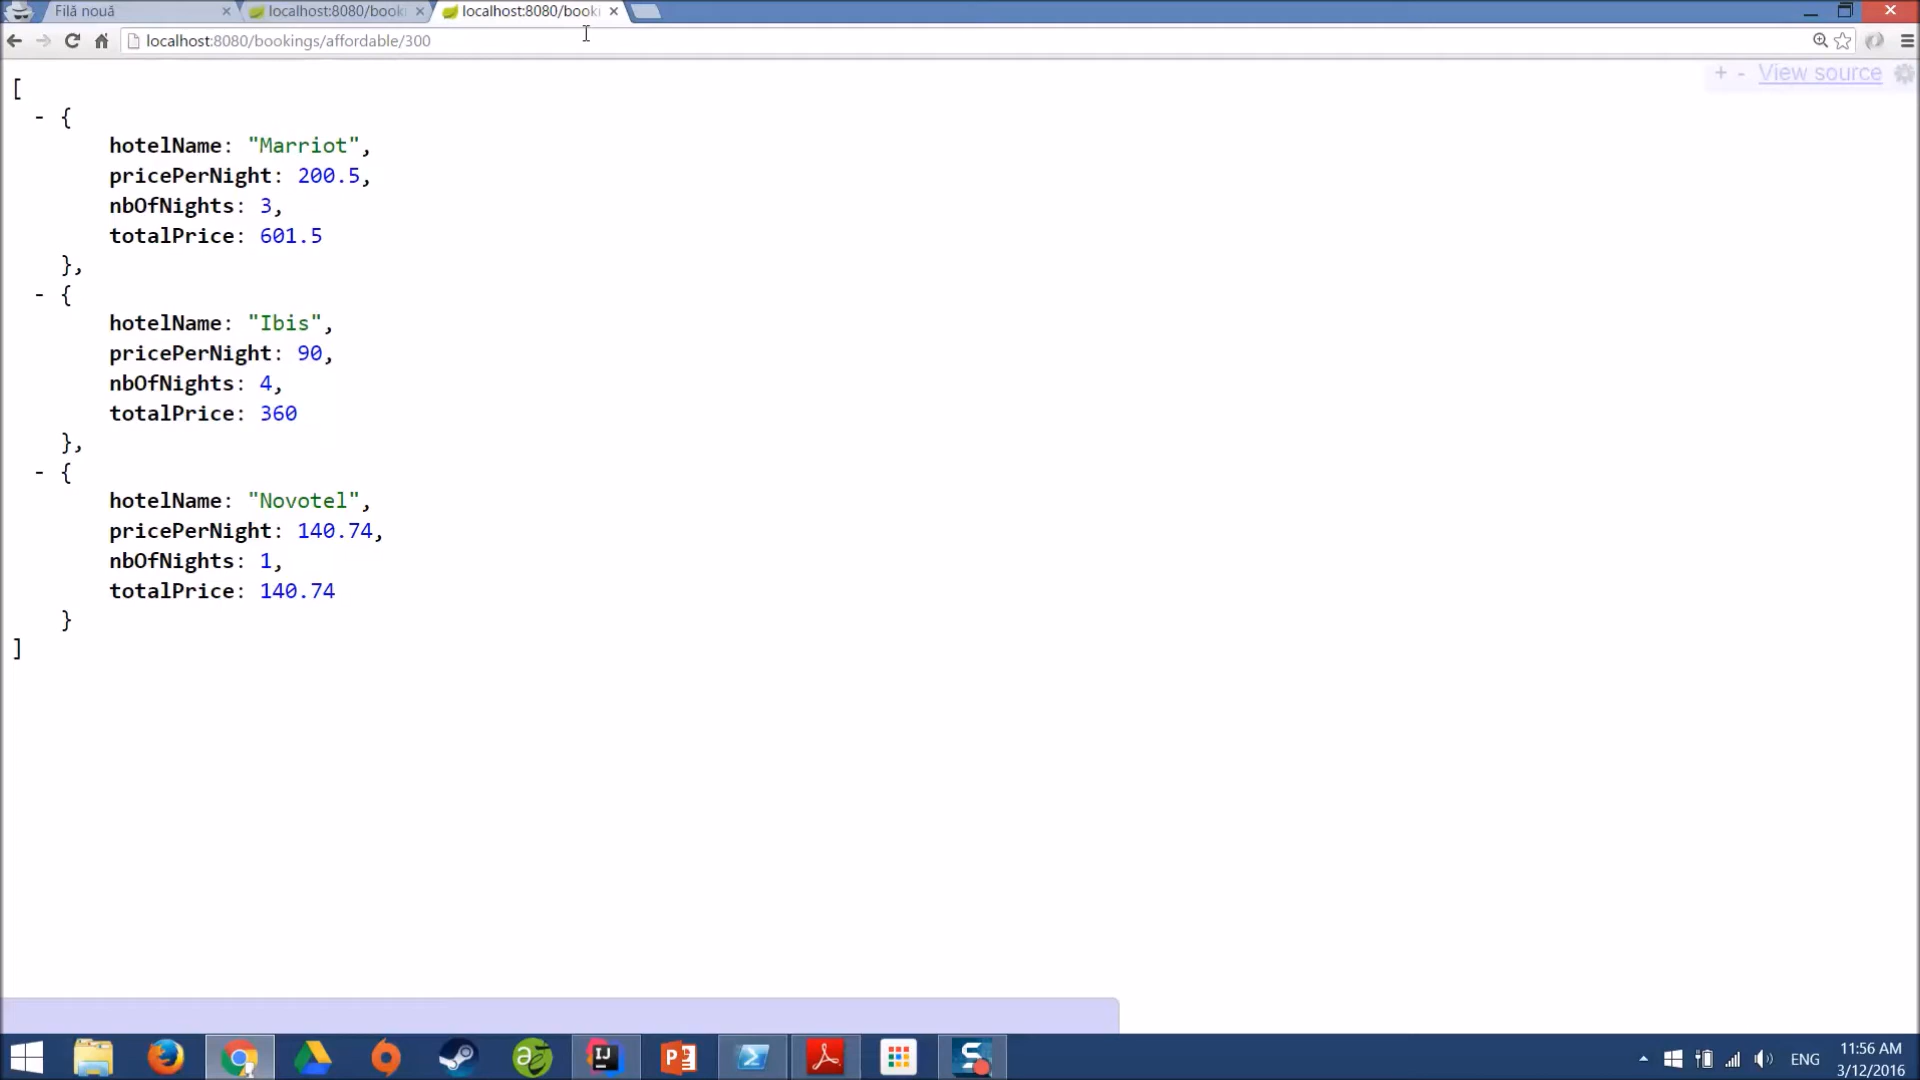 Filă nouă
localhost:8080/booki
localhost:8080/booki
localhost:8080/bookings/affordable/300
+ - View source
[
- {
hotelName: "Marriot",
pricePerNight: 200.5,
nbOfNights: 3,
totalPrice: 601.5
},
- {
hotelName: "Ibis",
pricePerNight: 90,
nbOfNights: 4,
totalPrice: 360
},
- {
hotelName: "Novotel",
pricePerNight: 140.74,
nbOfNights: 1,
totalPrice: 140.74
}
]
ENG
11:56 AM
3/12/2016